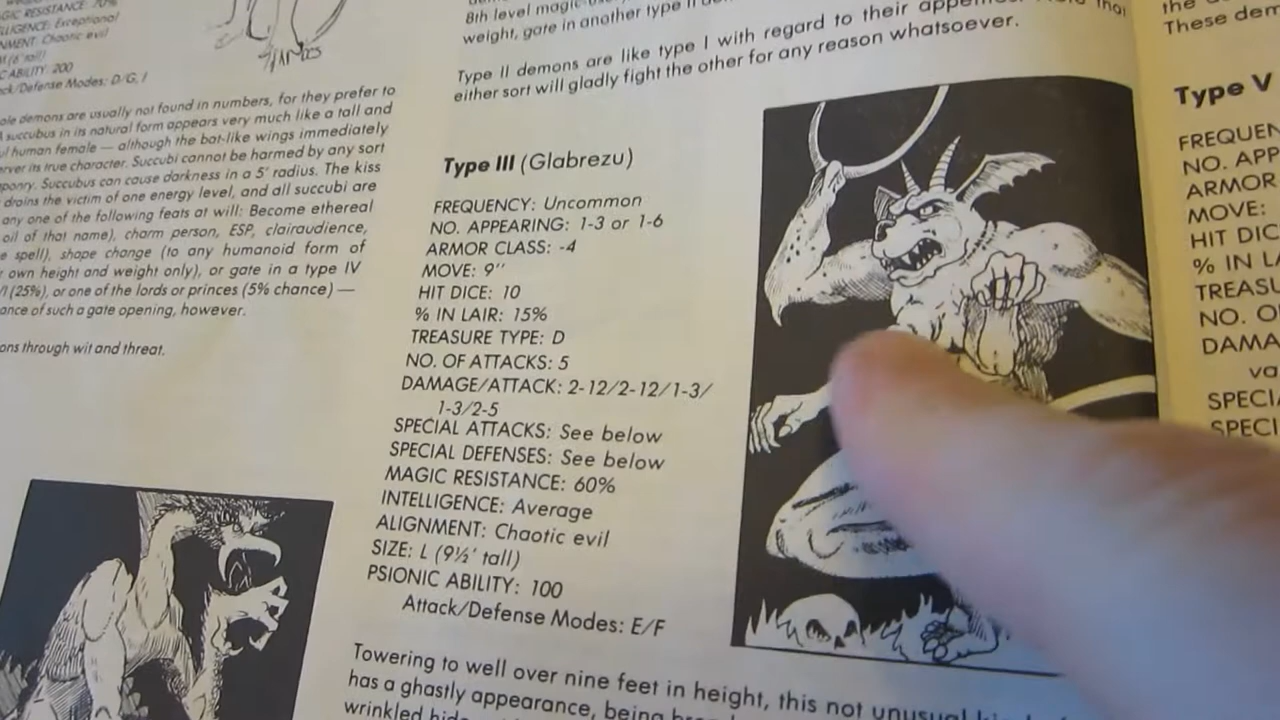 MAGIC RESISTANCE: 70%
INTELLIGENCE: Exceptional
ALIGNMENT: Chaotic evil
(6' tall)
ABILITY: 200
Attack/Defense Modes: D/G, I
demons are usually not found in numbers, for they prefer to
succubus in its natural form appears very much like a tall and
human female — although the bat-like wings immediately
true character. Succubi cannot be harmed by any sort
Succubus can cause darkness in a 5' radius. The kiss
drains the victim of one energy level, and all succubi are
any one of the following feats at will: Become ethereal
oil of that name), charm person, ESP, clairaudience,
spell), shape change (to any humanoid form of
own height and weight only), or gate in a type IV
(25%), or one of the lords or princes (5% chance) —
of such a gate opening, however.
through wit and threat.
8th level
weight, gate in another type II
Type II demons are like type I with regard to their
either sort will gladly fight the other for any reason whatsoever.
Type III (Glabrezu)
FREQUENCY: Uncommon
NO. APPEARING: 1-3 or 1-6
ARMOR CLASS: -4
MOVE: 9"
HIT DICE: 10
% IN LAIR: 15%
TREASURE TYPE: D
NO. OF ATTACKS: 5
DAMAGE/ATTACK: 2-12/2-12/1-3/
1-3/2-5
SPECIAL ATTACKS: See below
SPECIAL DEFENSES: See below
MAGIC RESISTANCE: 60%
INTELLIGENCE: Average
ALIGNMENT: Chaotic evil
SIZE: L (9½' tall)
PSIONIC ABILITY: 100
Attack/Defense Modes: E/F
Towering to well over nine feet in height, this not unusual
has a ghastly appearance, being
wrinkled
the
These
Type V
FREQUEN
NO. APP
ARMOR
MOVE:
HIT DIC
% IN LA
TREASU
NO. O
DAMA
va
SPECIA
SPECI